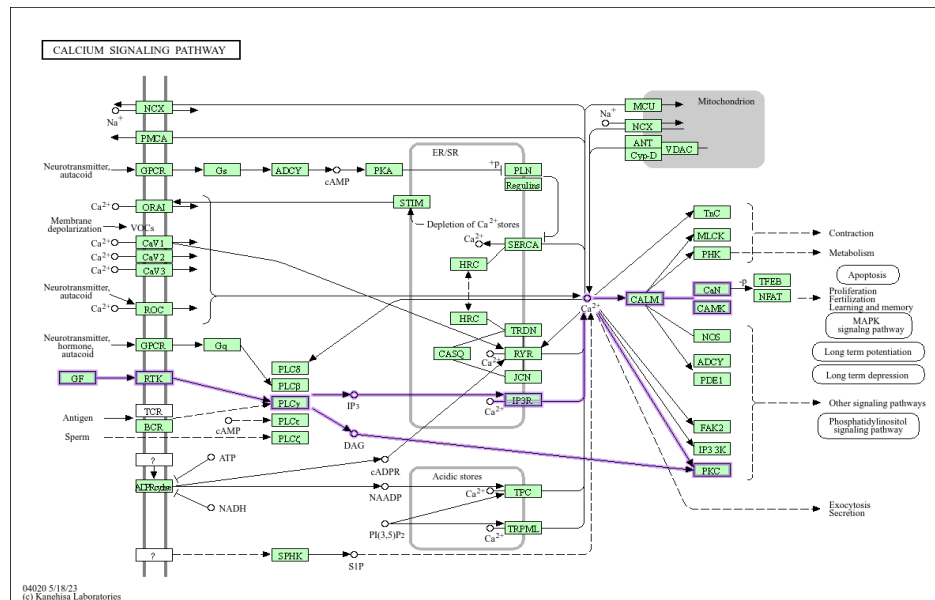 CALCIUM SIGNALING PATHWAY
NCX
Na+
PMCA
Neurotransmitter,
autacoid
GPCR
Gs
ADCY
cAMP
PKA
ER/SR
+p
PLN
Regulins
MCU
Mitochondrion
Na+
NCX
ANT
Cyp-D
VDAC
Ca2+
ORAI
STIM
Membrane
depolarization
VOCs
Depletion of Ca2+ stores
Ca2+
CaV1
Ca2+
CaV2
Ca2+
CaV3
Ca2+
SERCA
HRC
HRC
Neurotransmitter,
autacoid
Ca2+
ROC
TRDN
CASQ
RYR
Ca2+
JCN
Neurotransmitter,
hormone,
autacoid
GPCR
Gq
PLCδ
PLCβ
GF
RTK
PLCγ
IP3
IP3R
Ca2+
Antigen
TCR
BCR
cAMP
PLCε
DAG
Sperm
PLCζ
?
ATP
cADPR
NAADP
NADH
Acidic stores
Ca2+
TPC
PI(3,5)P2
Ca2+
TRPML
?
SPHK
S1P
Ca2+
CALM
TnC
MLCK
PHK
Contraction
Metabolism
CaN
-p
TFEB
NFAT
CAMK
Apoptosis
Proliferation
Fertilization
Learning and memory
MAPK
signaling pathway
NOS
Long term potentiation
ADCY
PDE1
Long term depression
Other signaling pathways
FAK2
Phosphatidylinositol
signaling pathway
IP3 3K
PKC
Exocytosis
Secretion
04020 5/18/23
(c) Kanehisa Laboratories